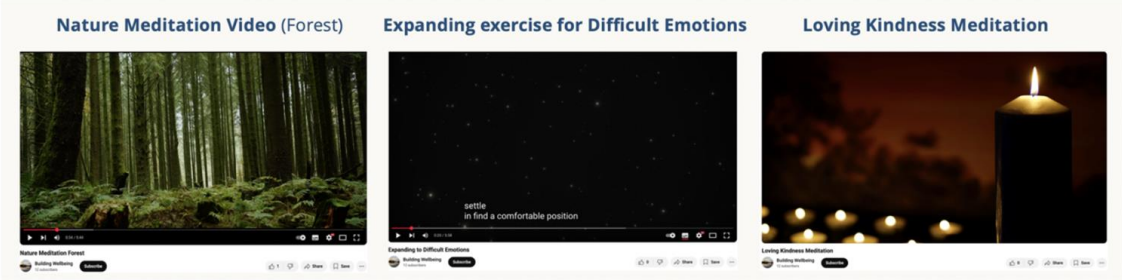 Nature Meditation Video (Forest)
Expanding exercise for Difficult Emotions
Loving Kindness Meditation
settle
in find a comfortable position
Nature Meditation Forest
Building Wellbeing
Subscribe
1
Share
Save
Expanding to Difficult Emotions
Building Wellbeing
Subscribe
0
Share
Save
Loving Kindness Meditation
Building Wellbeing
Subscribe
Share
Save